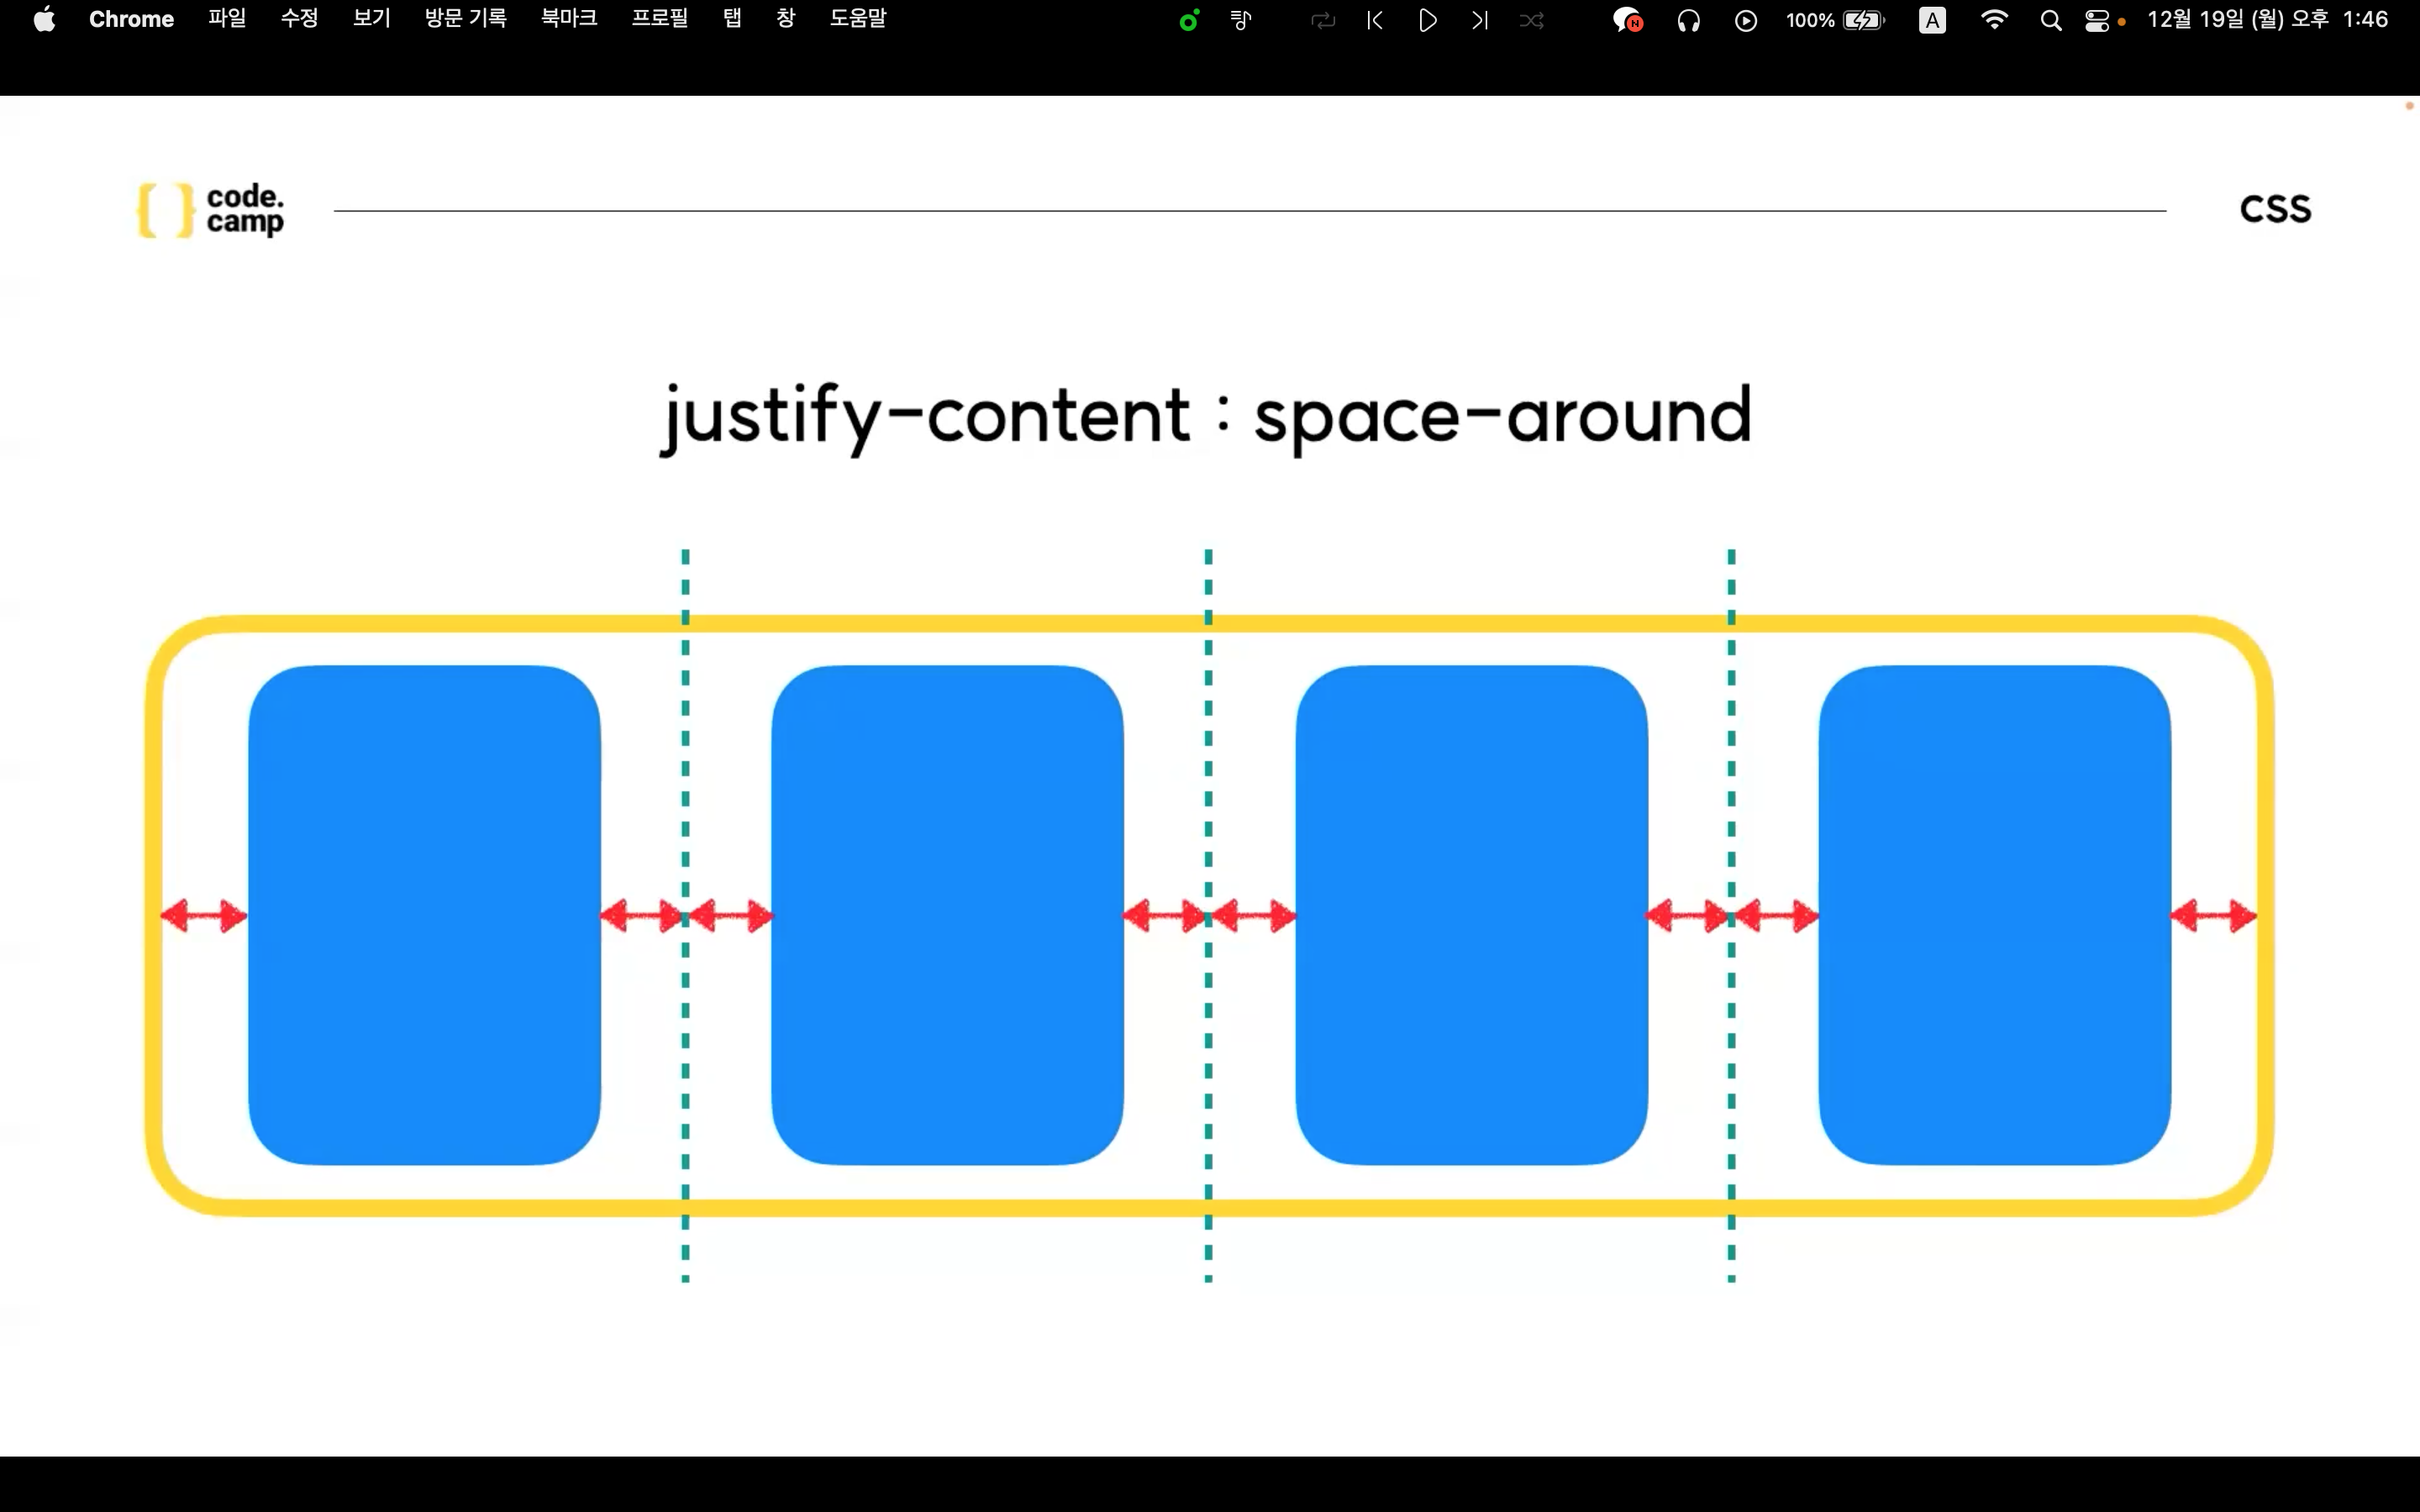 Chrome 파일 수정 보기 방문 기록 북마크 프로필 탭 창 도움말 N 100% A 12월 19일 (월) 오후 1:46
code.
camp
CSS
justify-content : space-around